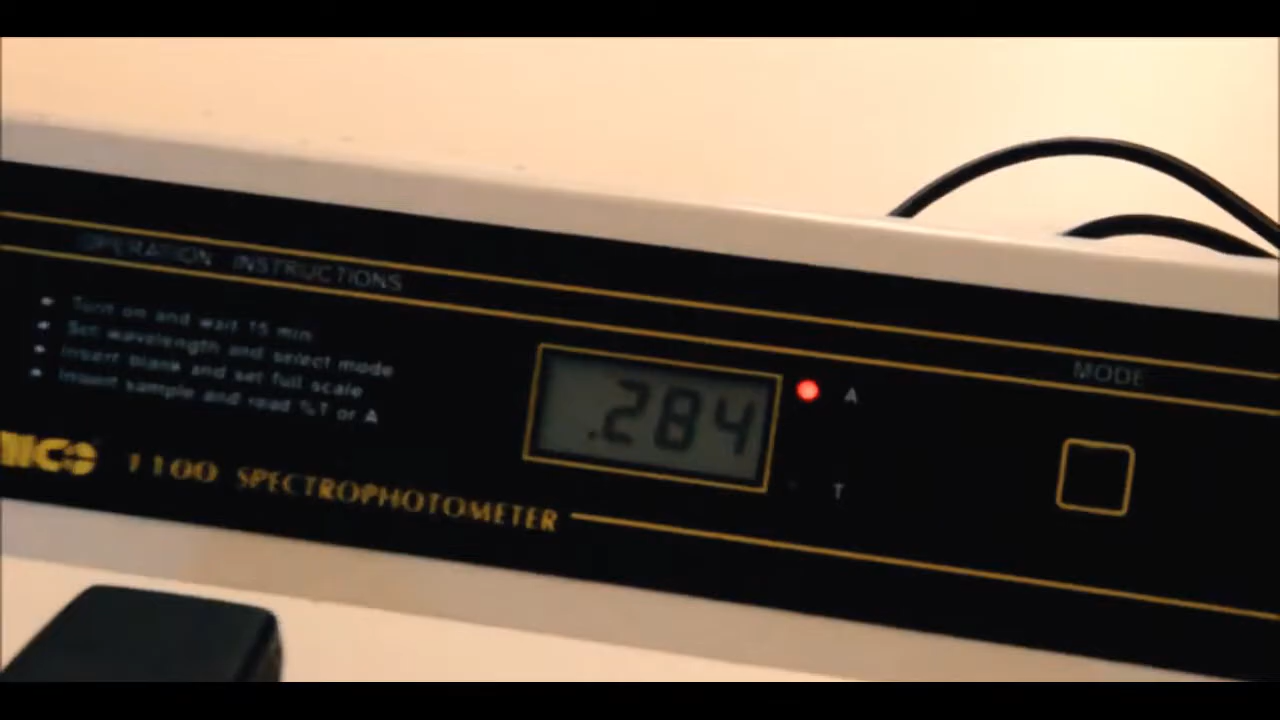 OPERATION INSTRUCTIONS
Turn on and wait 15 min
Set wavelength and select mode
Insert blank and set full scale
Insert sample and read %T or A
.284
A
T
MODE
1100 SPECTROPHOTOMETER